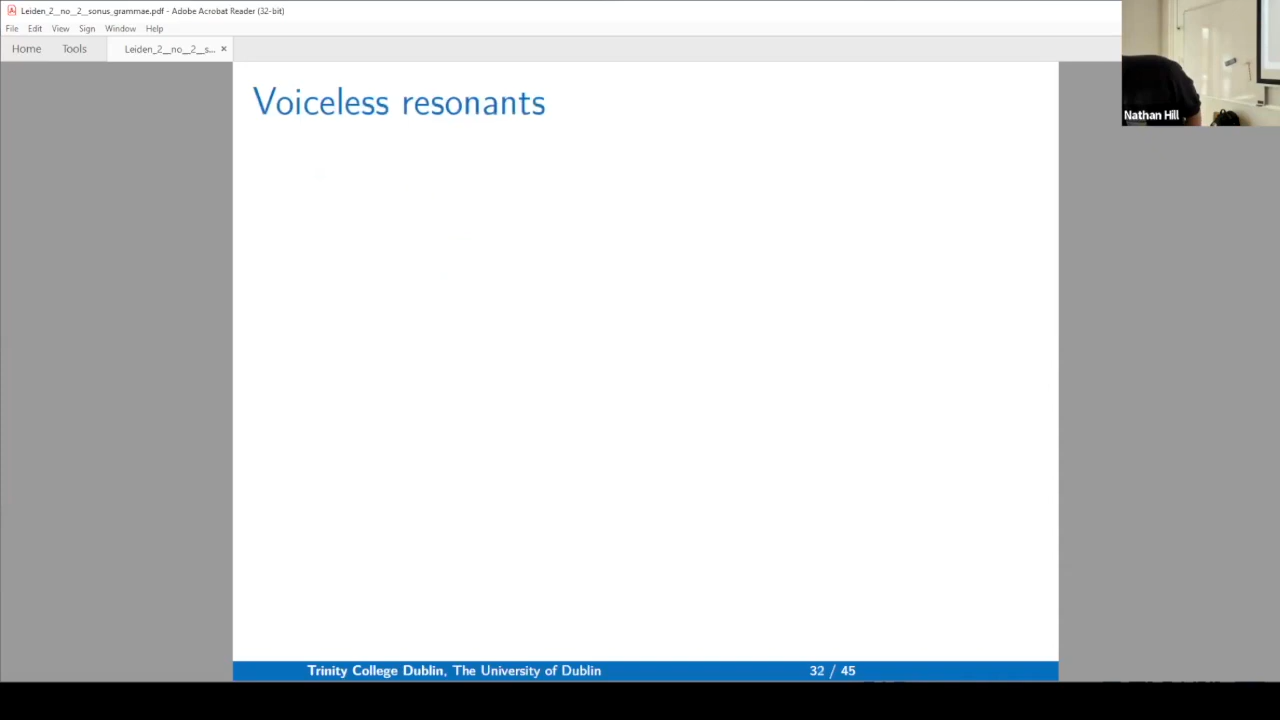 Leiden_2__no__2__sonus_grammae.pdf - Adobe Acrobat Reader (32-bit)
File Edit View Sign Window Help
Home Tools Leiden_2__no__2__s... ×
Voiceless resonants
Nathan Hill
Trinity College Dublin, The University of Dublin 32 / 45